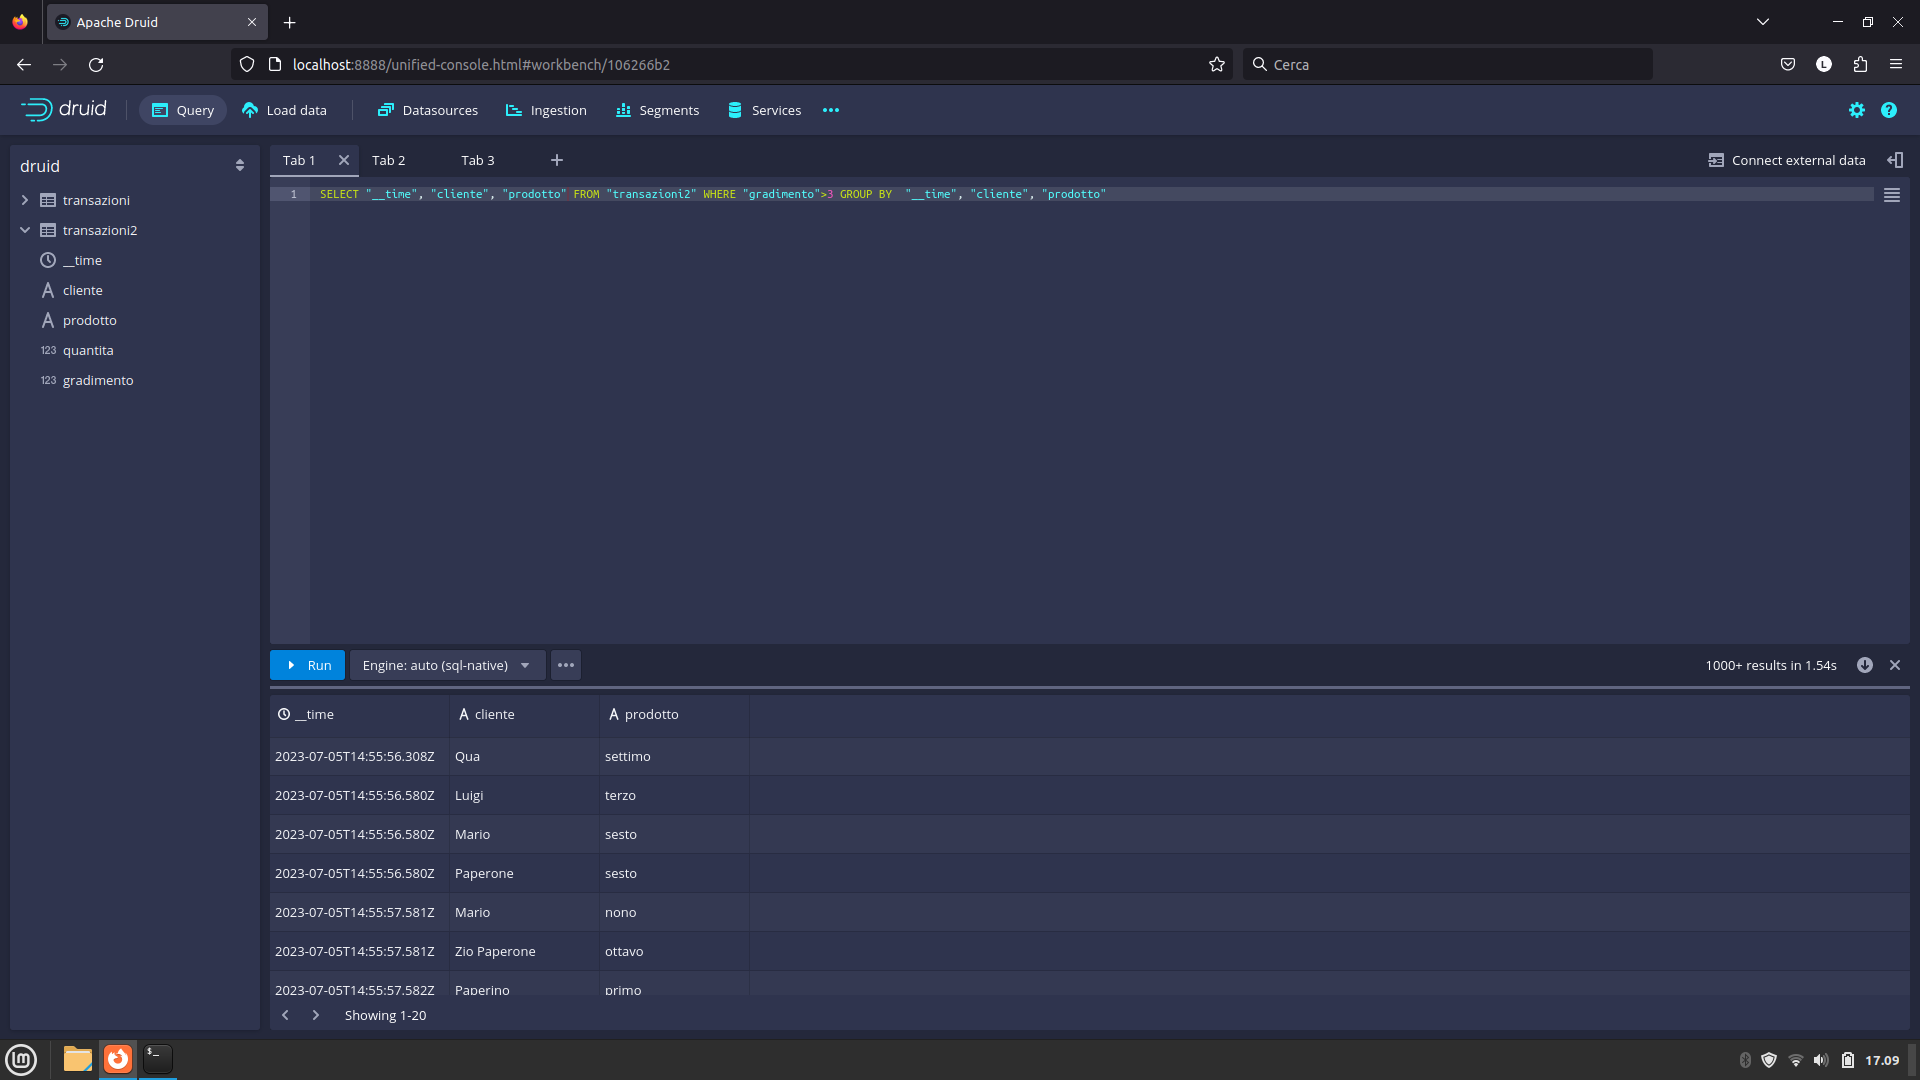 Apache Druid
localhost:8888/unified-console.html#workbench/106266b2
Cerca
L
druid
Query
Load data
Datasources
Ingestion
Segments
Services
druid
transazioni
transazioni2
__time
A cliente
A prodotto
123 quantita
123 gradimento
Tab 1
Tab 2
Tab 3
Connect external data
1 SELECT "__time", "cliente", "prodotto" FROM "transazioni2" WHERE "gradimento">3 GROUP BY  "__time", "cliente", "prodotto"
Run
Engine: auto (sql-native)
1000+ results in 1.54s
__time A cliente A prodotto
2023-07-05T14:55:56.308Z Qua settimo
2023-07-05T14:55:56.580Z Luigi terzo
2023-07-05T14:55:56.580Z Mario sesto
2023-07-05T14:55:56.580Z Paperone sesto
2023-07-05T14:55:57.581Z Mario nono
2023-07-05T14:55:57.581Z Zio Paperone ottavo
2023-07-05T14:55:57.582Z Paperino primo
Showing 1-20
lm
$_
17.09